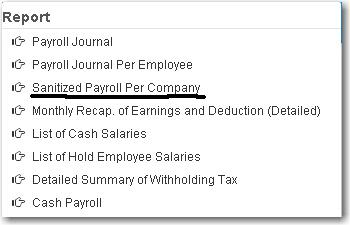 Report
Payroll Journal
Payroll Journal Per Employee
Sanitized Payroll Per Company
Monthly Recap. of Earnings and Deduction (Detailed)
List of Cash Salaries
List of Hold Employee Salaries
Detailed Summary of Withholding Tax
Cash Payroll